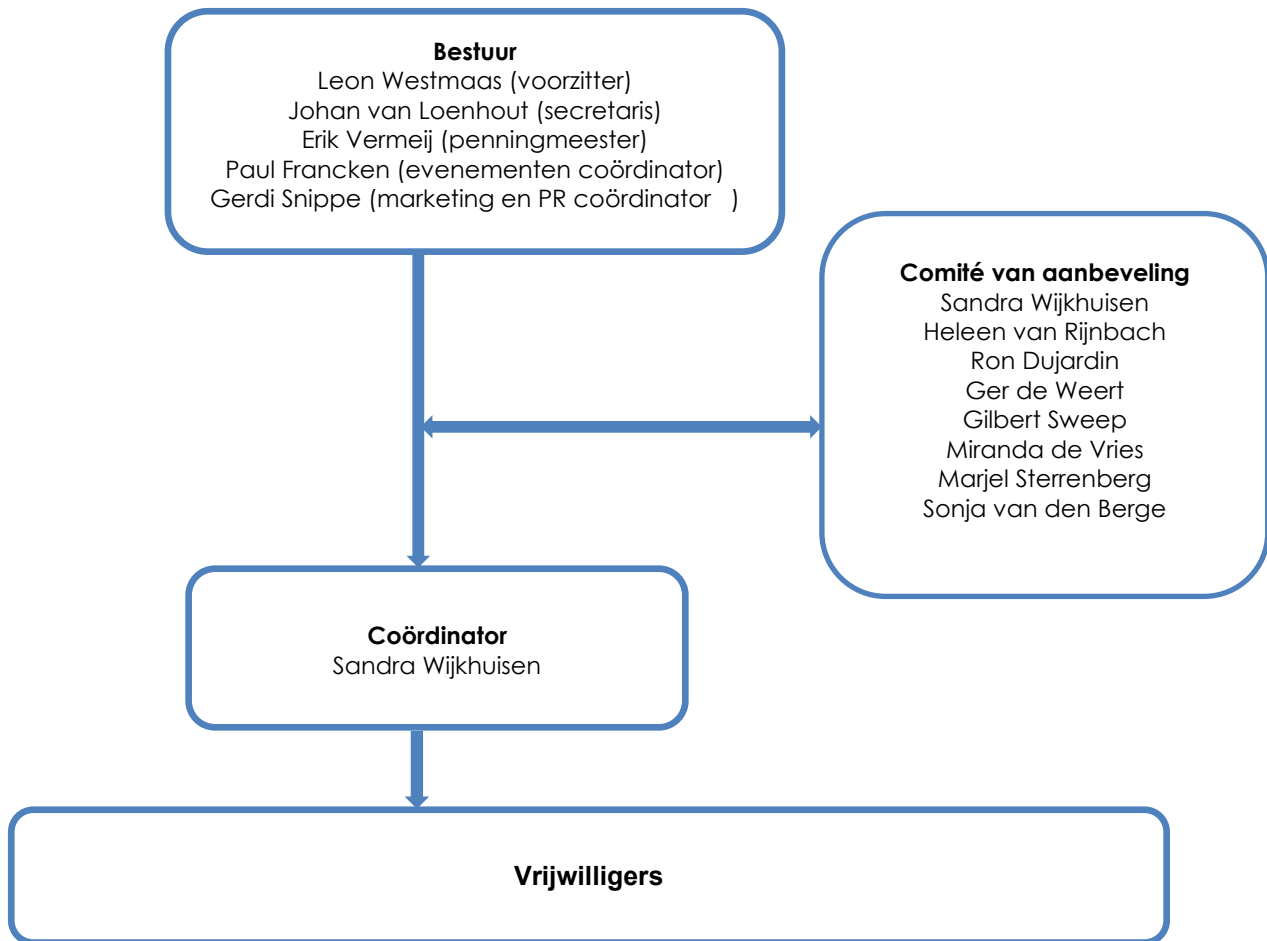 Bestuur
Leon Westmaas (voorzitter)
Johan van Loenhout (secretaris)
Erik Vermeij (penningmeester)
Paul Francken (evenementen coördinator)
Gerdi Snippe (marketing en PR coördinator )
Comité van aanbeveling
Sandra Wijkhuisen
Heleen van Rijnbach
Ron Dujardin
Ger de Weert
Gilbert Sweep
Miranda de Vries
Marjel Sterrenberg
Sonja van den Berge
Coördinator
Sandra Wijkhuisen
Vrijwilligers